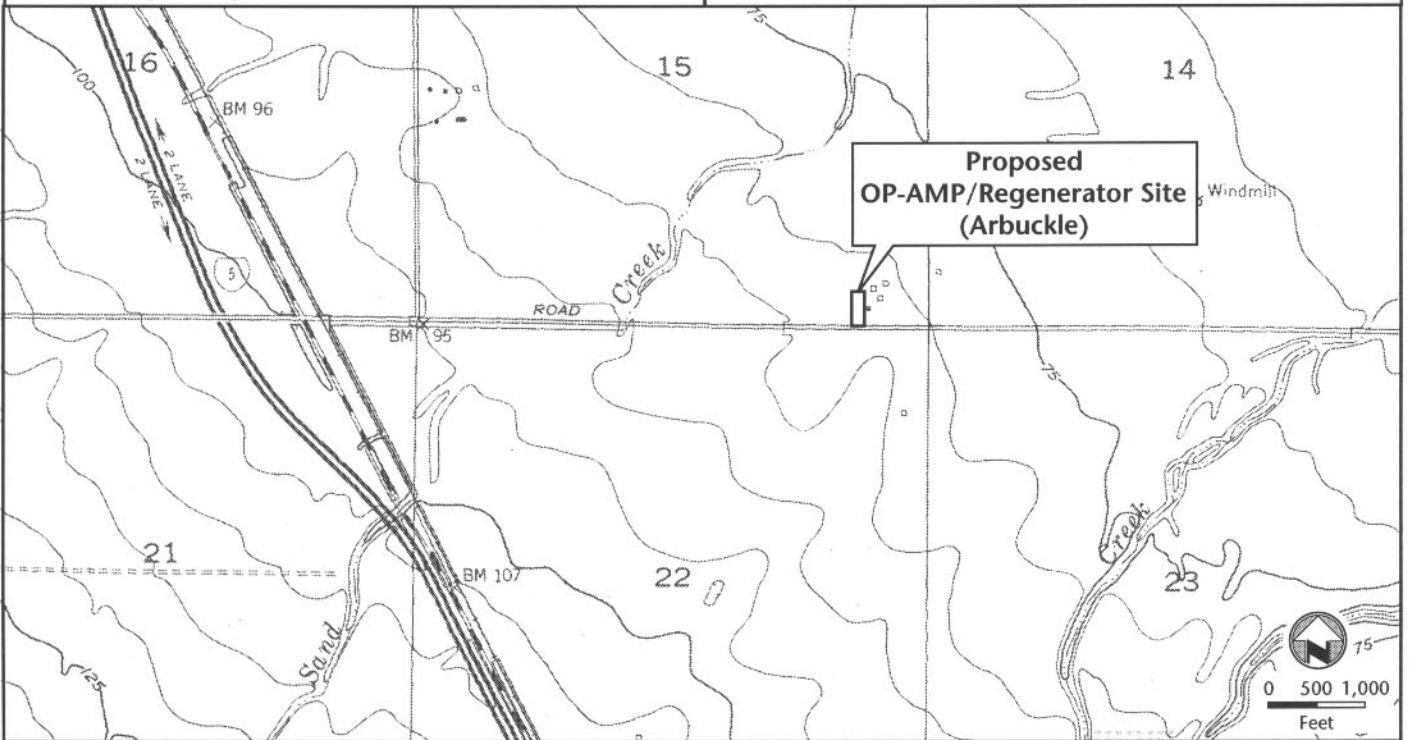 75
16
15
14
100
BM 96
2 LANE
2 LANE
Proposed
OP-AMP/Regenerator Site
(Arbuckle)
Windmill
5
Creek
ROAD
BM 95
75
Creek
21
22
23
BM 107
Sand
125
N
75
0 500 1,000
Feet